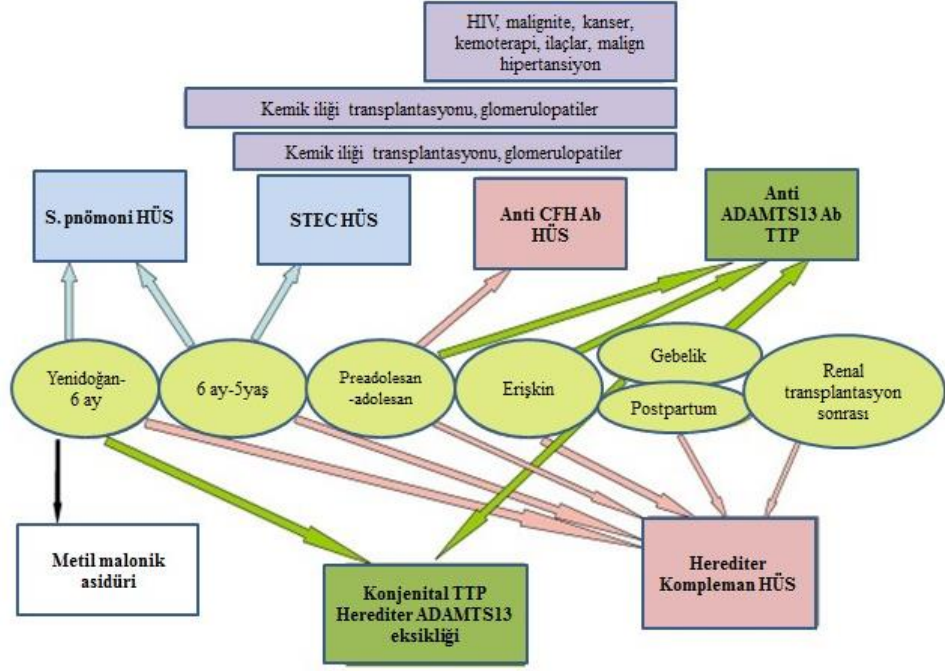 HIV, malignite, kanser,
kemoterapi, ilaçlar, malign
hipertansiyon
Kemik iliği transplantasyonu, glomerulopatiler
Kemik iliği transplantasyonu, glomerulopatiler
S. pnömoni HÜS
STEC HÜS
Anti CFH Ab
HÜS
Anti
ADAMTS13 Ab
TTP
Yenidoğan-
6 ay
6 ay-5yaş
Preadolesan
-adolesan
Erişkin
Gebelik
Postpartum
Renal
transplantasyon
sonrası
Metil malonik
asidüri
Konjenital TTP
Herediter ADAMTS13
eksikliği
Herediter
Kompleman HÜS